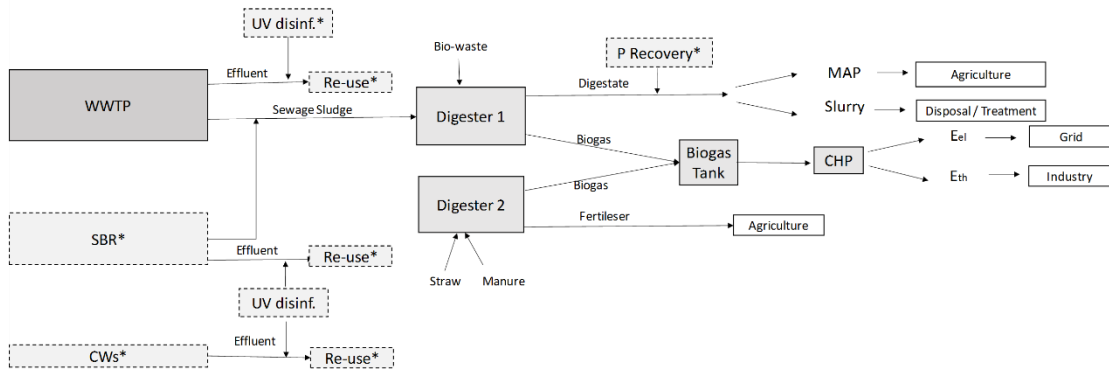 UV disinf.*
Effluent
Re-use*
WWTP
Sewage Sludge
Bio-waste
Digester 1
P Recovery*
Digestate
MAP
Agriculture
Slurry
Disposal / Treatment
Biogas
Biogas
Tank
CHP
Eel
Grid
Eth
Industry
Biogas
Digester 2
Fertileser
Agriculture
Straw
Manure
SBR*
Effluent
Re-use*
UV disinf.
Effluent
CWs*
Re-use*